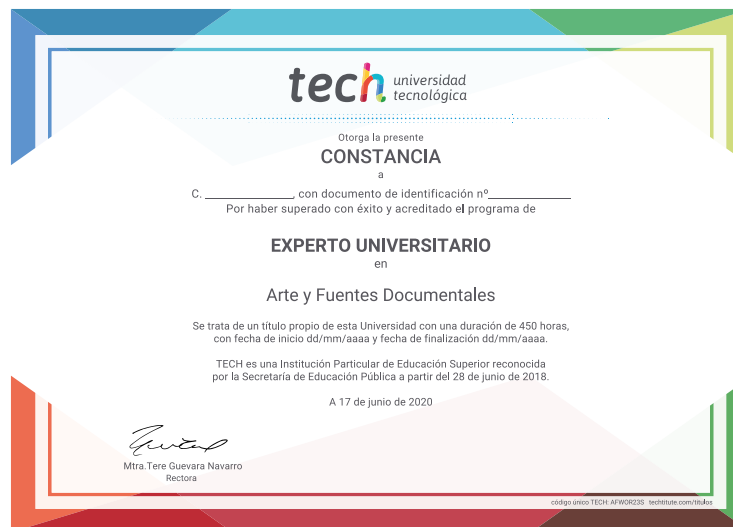 tech universidad
tecnológica
Otorga la presente
CONSTANCIA
a
C. ______________, con documento de identificación nº______________
Por haber superado con éxito y acreditado el programa de
EXPERTO UNIVERSITARIO
en
Arte y Fuentes Documentales
Se trata de un título propio de esta Universidad con una duración de 450 horas,
con fecha de inicio dd/mm/aaaa y fecha de finalización dd/mm/aaaa.
TECH es una Institución Particular de Educación Superior reconocida
por la Secretaría de Educación Pública a partir del 28 de junio de 2018.
A 17 de junio de 2020
Mtra.Tere Guevara Navarro
Rectora
código único TECH: AFWOR23S techtitute.com/titulos